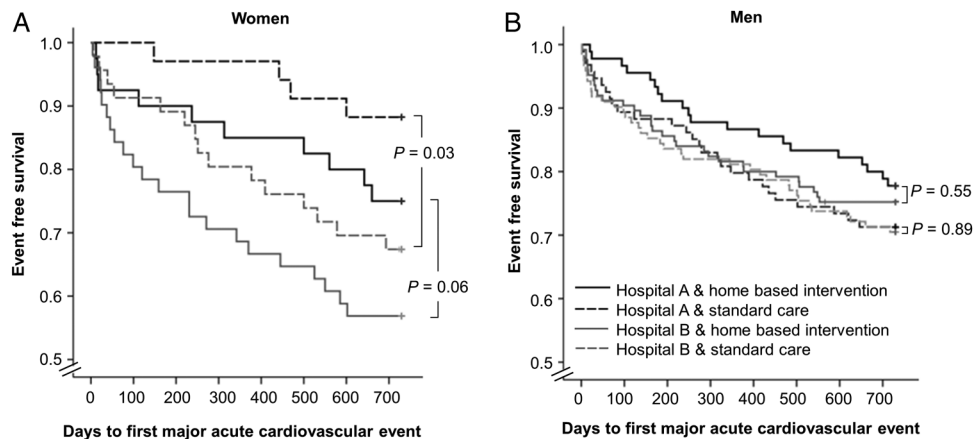 A
Women
Event free survival
1.0
0.9
0.8
0.7
0.6
0.5
P = 0.03
P = 0.06
0 100 200 300 400 500 600 700
Days to first major acute cardiovascular event
B
Men
Event free survival
1.0
0.9
0.8
0.7
0.6
0.5
P = 0.55
P = 0.89
Hospital A & home based intervention
Hospital A & standard care
Hospital B & home based intervention
Hospital B & standard care
0 100 200 300 400 500 600 700
Days to first major acute cardiovascular event